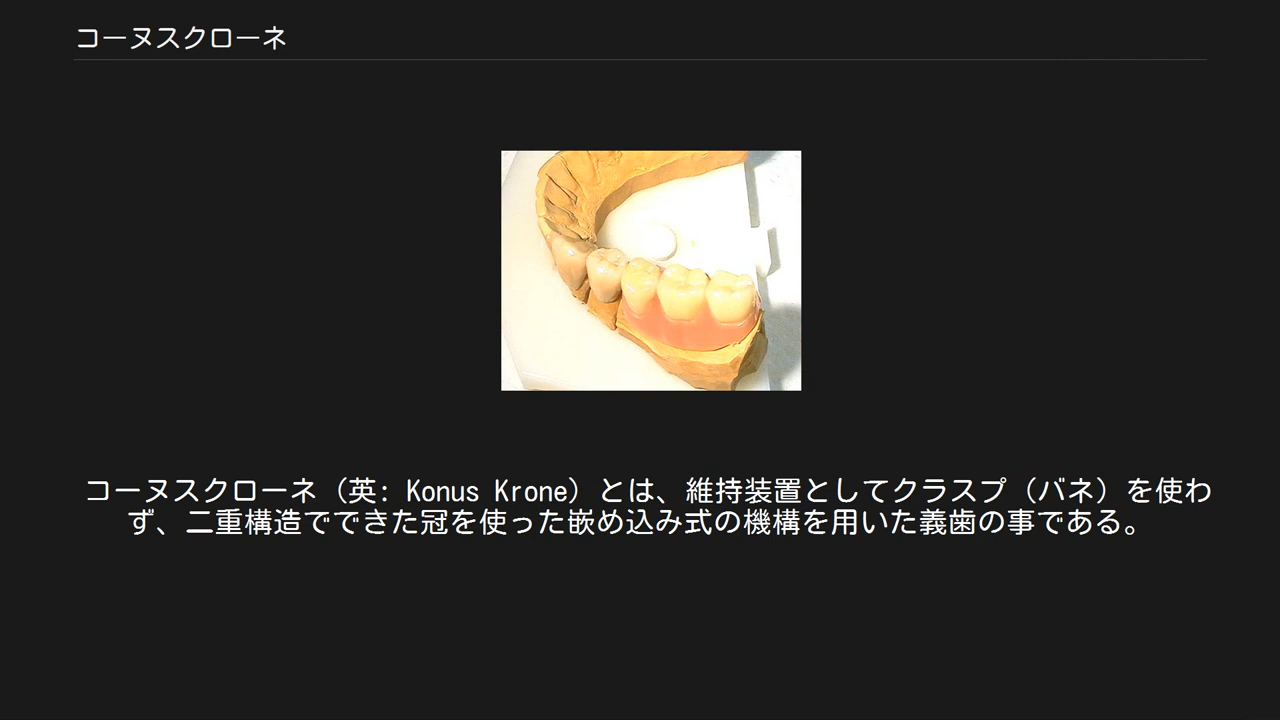 コーヌスクローネ
コーヌスクローネ（英: Konus Krone）とは、維持装置としてクラスプ（バネ）を使わ
ず、二重構造でできた冠を使った嵌め込み式の機構を用いた義歯の事である。